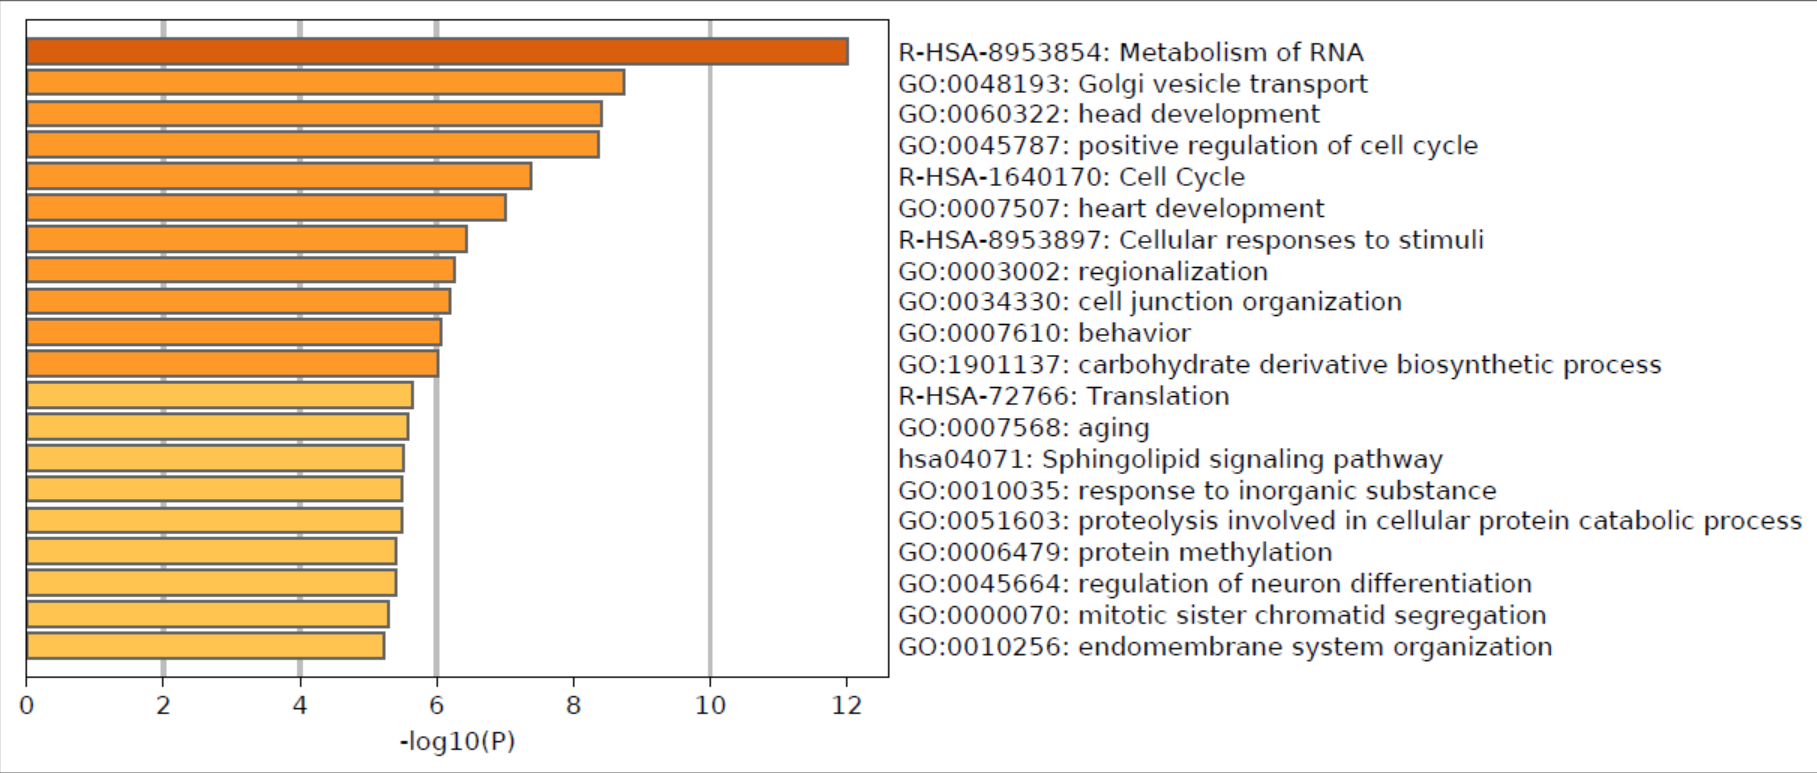 R-HSA-8953854: Metabolism of RNA
GO:0048193: Golgi vesicle transport
GO:0060322: head development
GO:0045787: positive regulation of cell cycle
R-HSA-1640170: Cell Cycle
GO:0007507: heart development
R-HSA-8953897: Cellular responses to stimuli
GO:0003002: regionalization
GO:0034330: cell junction organization
GO:0007610: behavior
GO:1901137: carbohydrate derivative biosynthetic process
R-HSA-72766: Translation
GO:0007568: aging
hsa04071: Sphingolipid signaling pathway
GO:0010035: response to inorganic substance
GO:0051603: proteolysis involved in cellular protein catabolic process
GO:0006479: protein methylation
GO:0045664: regulation of neuron differentiation
GO:0000070: mitotic sister chromatid segregation
GO:0010256: endomembrane system organization
0 2 4 6 8 10 12
-log10(P)